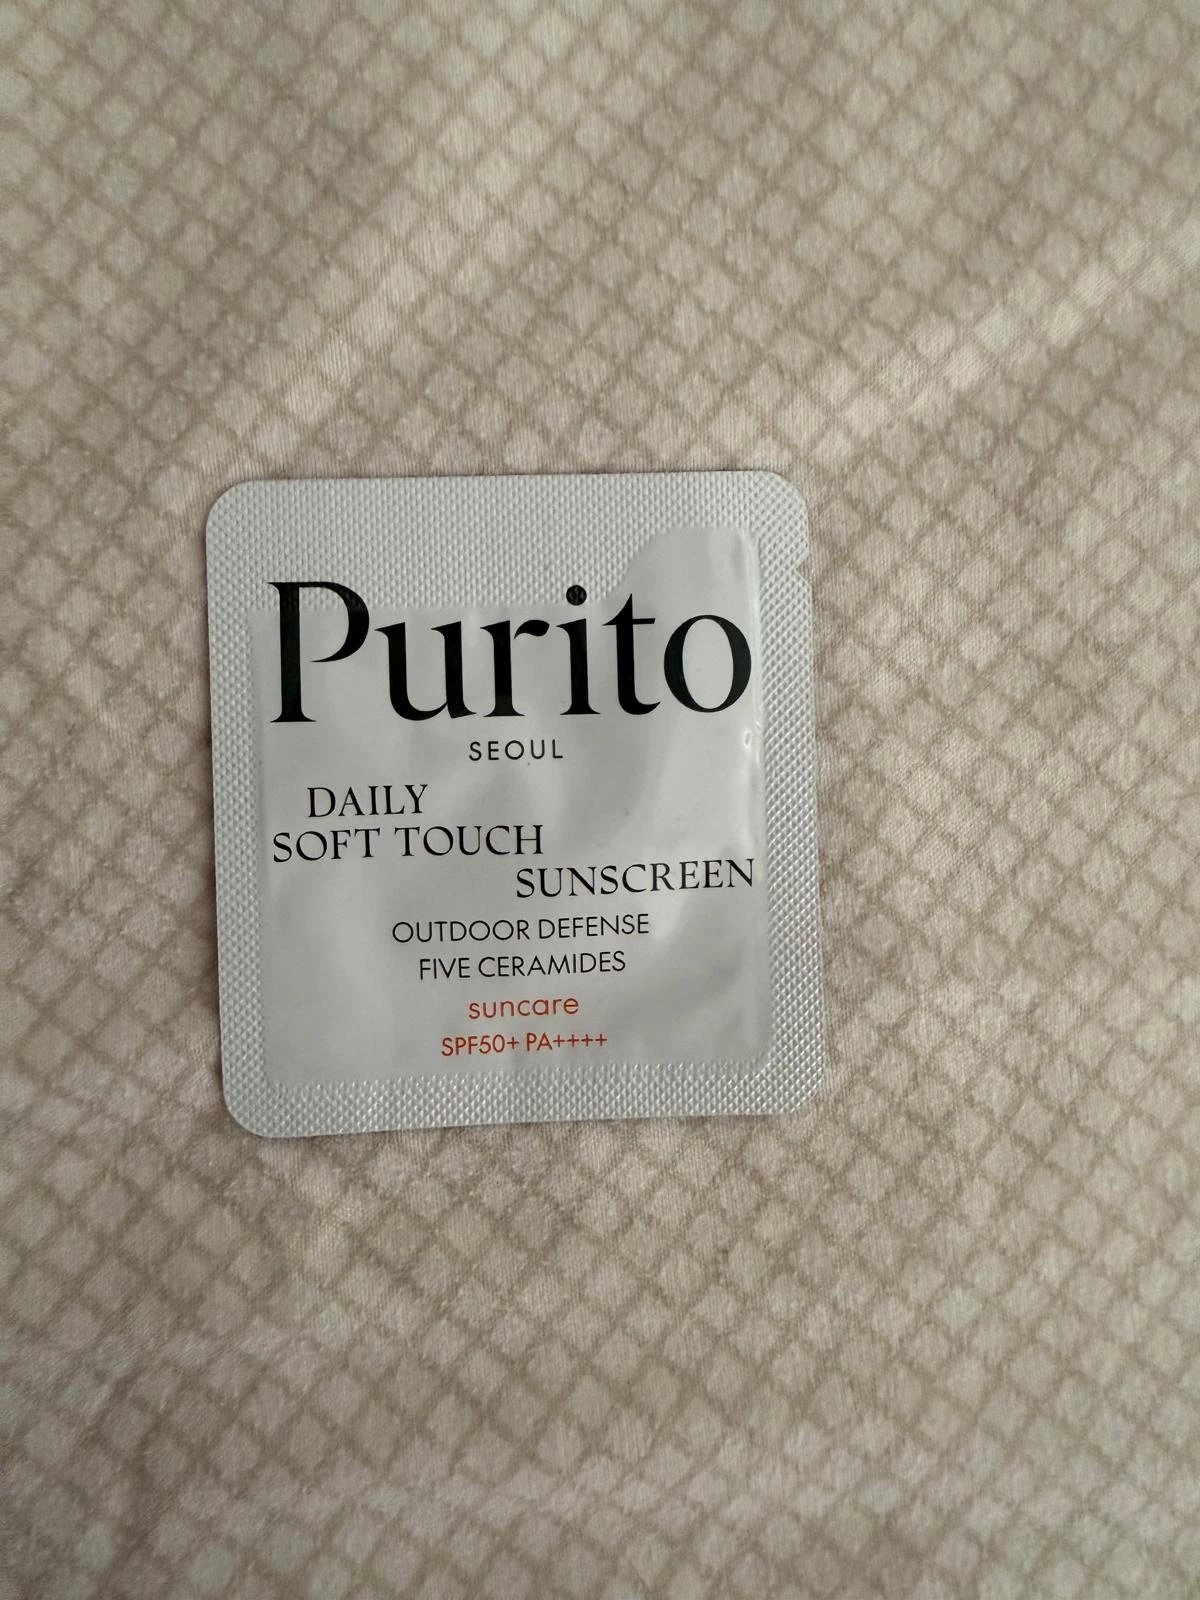 Purito
SEOUL
DAILY
SOFT TOUCH
SUNSCREEN
OUTDOOR DEFENSE
FIVE CERAMIDES
suncare
SPF50+ PA++++